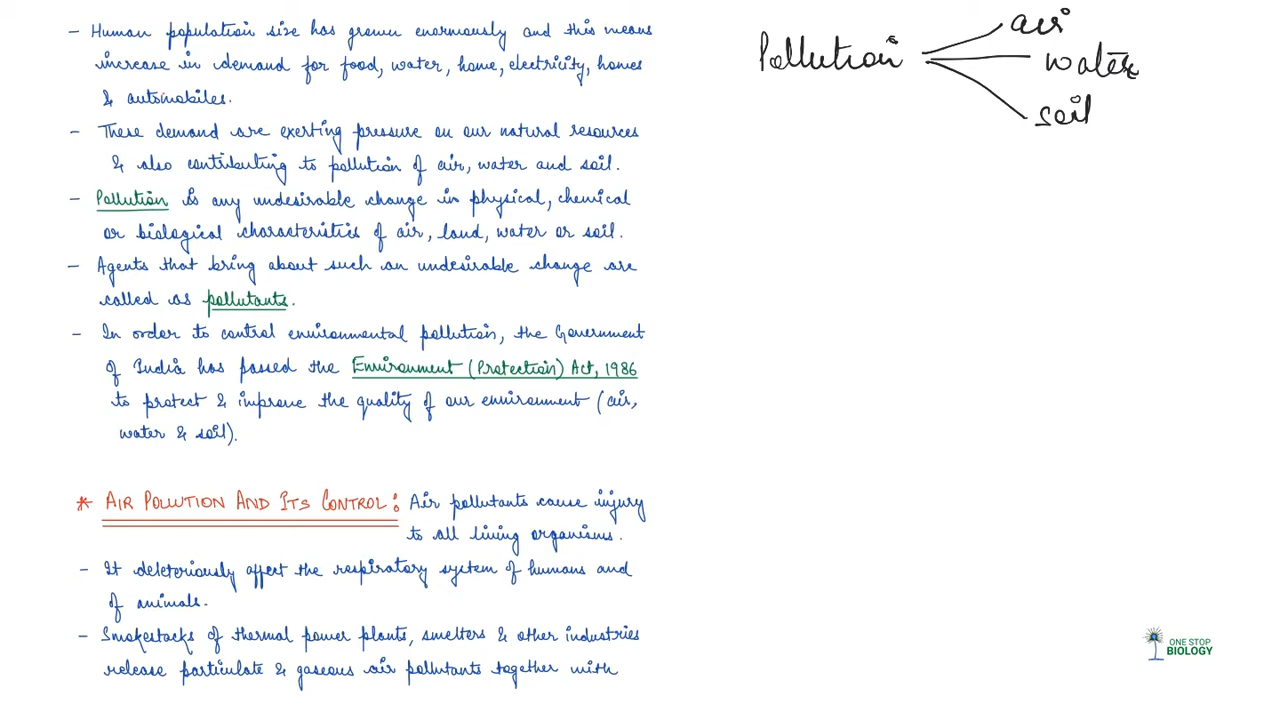 - Human population size has grown enormously and this means
increase in demand for food, water, home, electricity, homes
& automobiles.
- These demand are exerting pressure on our natural resources
& also contributing to pollution of air, water and soil.
- Pollution is any undesirable change in physical, chemical
or biological characteristics of air, land, water or soil.
- Agents that bring about such an undesirable change are
called as pollutants.
- In order to control environmental pollution, the Government
of India has passed the Environment (Protection) Act, 1986
to protect & improve the quality of our environment (air,
water & soil).
* AIR POLLUTION AND ITS CONTROL: Air pollutants cause injury
to all living organisms.
- It deteriously affect the respiratory system of humans and
of animals.
- Smokestacks of thermal power plants, smelters & other industries
release particulate & gaseous air pollutants together with
Pollution
air
water
soil
ONE STOP
BIOLOGY